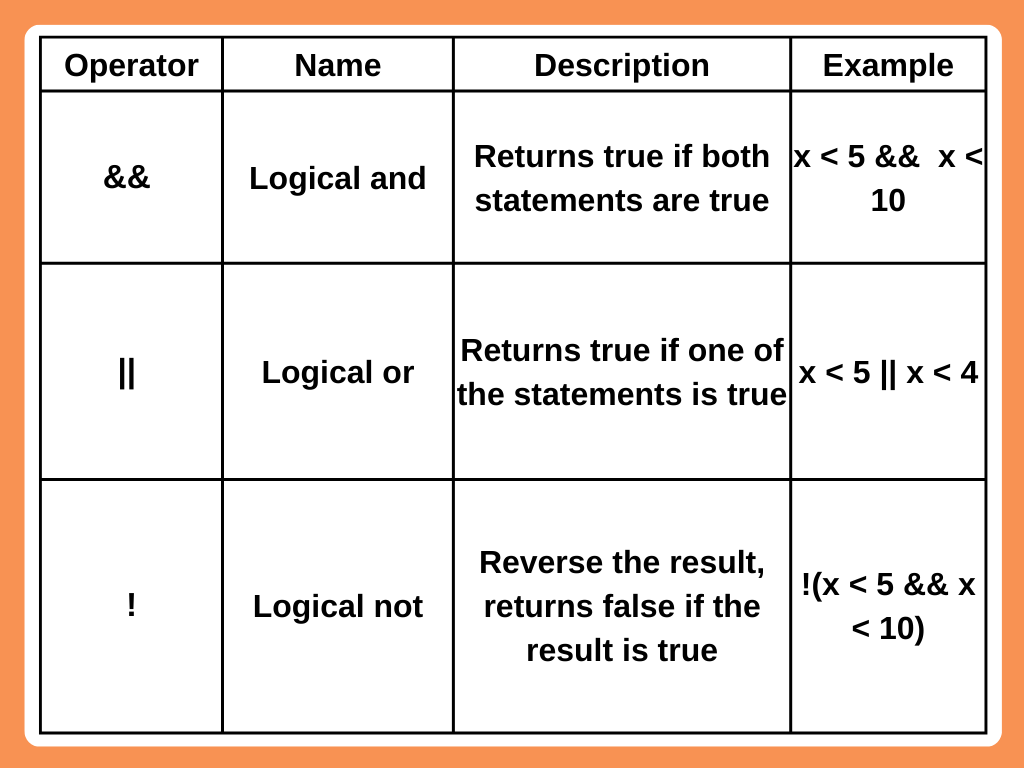 Operator Name Description Example
&& Logical and Returns true if both statements are true x < 5 &&  x < 10
|| Logical or Returns true if one of the statements is true x < 5 || x < 4
! Logical not Reverse the result, returns false if the result is true !(x < 5 && x < 10)